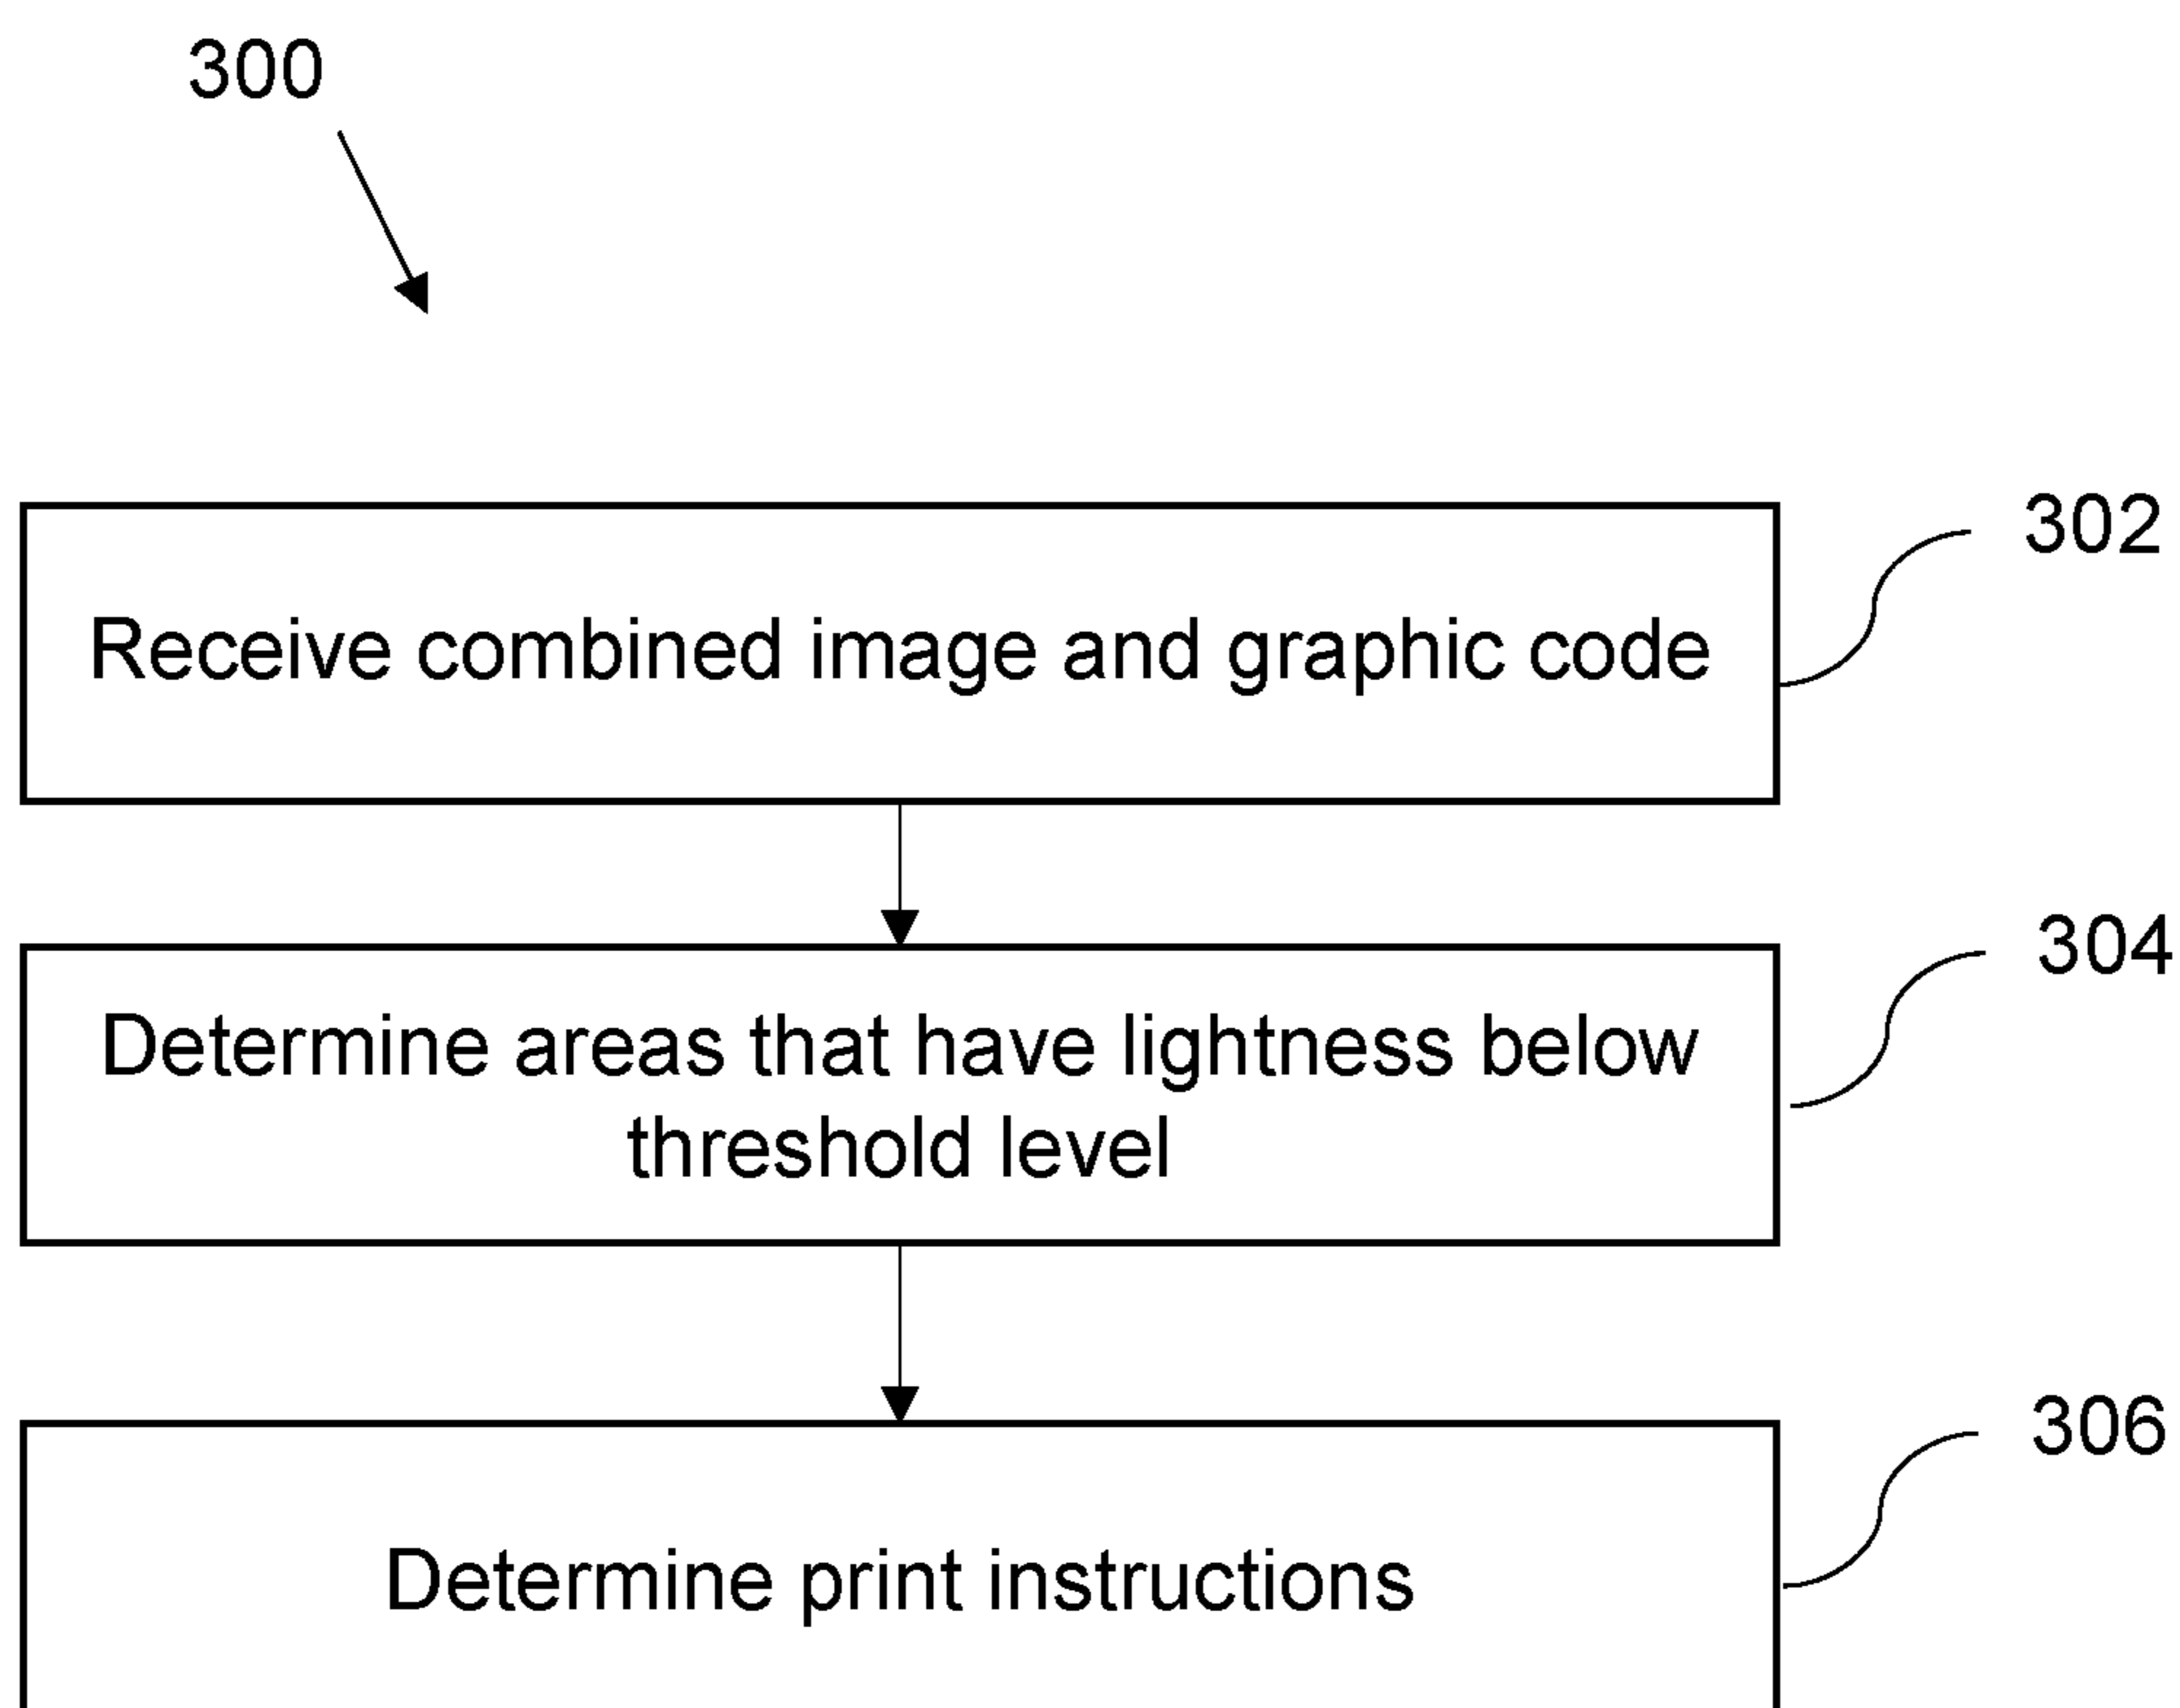 300
302
Receive combined image and graphic code
304
Determine areas that have lightness below
threshold level
306
Determine print instructions